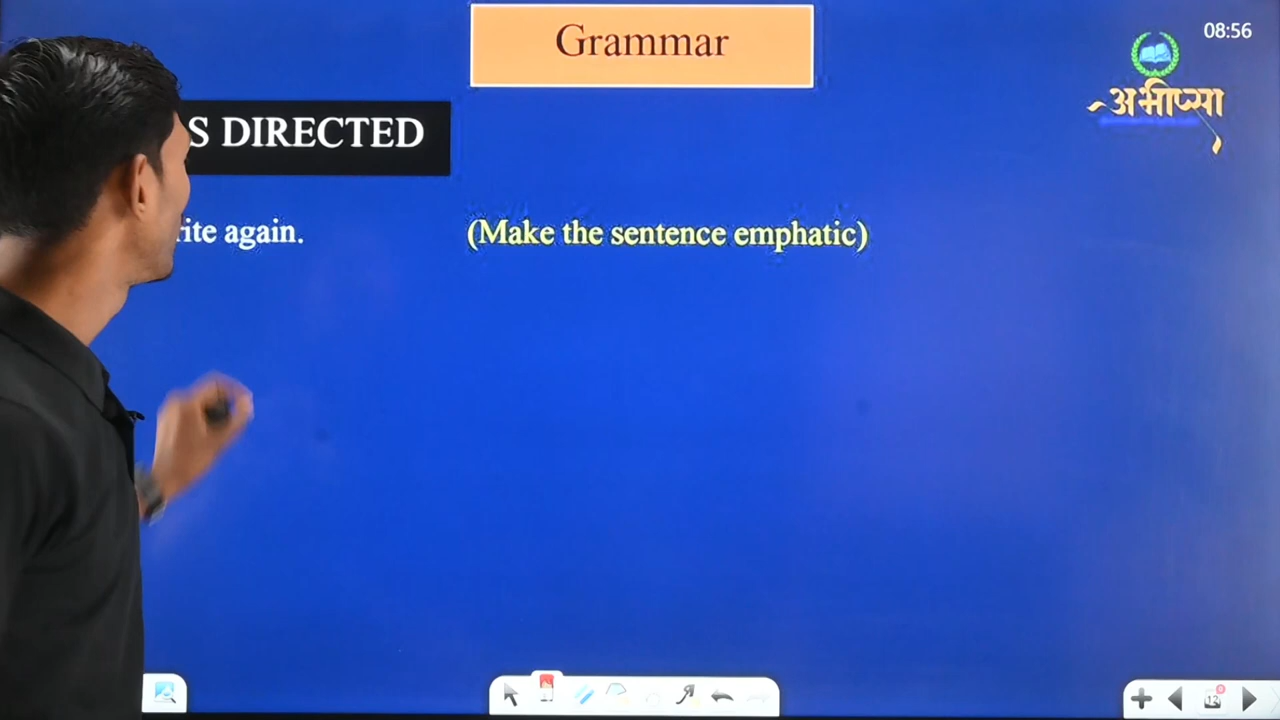 Grammar
08:56
अभीप्सा
S DIRECTED
rite again. (Make the sentence emphatic)